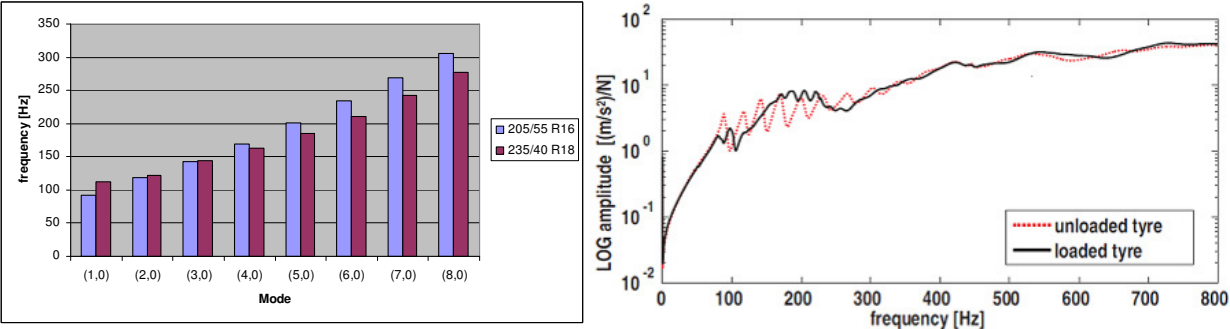 frequency [Hz]
350
300
250
200
150
100
50
0
(1,0) (2,0) (3,0) (4,0) (5,0) (6,0) (7,0) (8,0)
Mode
205/55 R16
235/40 R18
LOG amplitude [(m/s²)/N]
10²
10¹
10⁰
10⁻¹
10⁻²
unloaded tyre
loaded tyre
0 100 200 300 400 500 600 700 800
frequency [Hz]